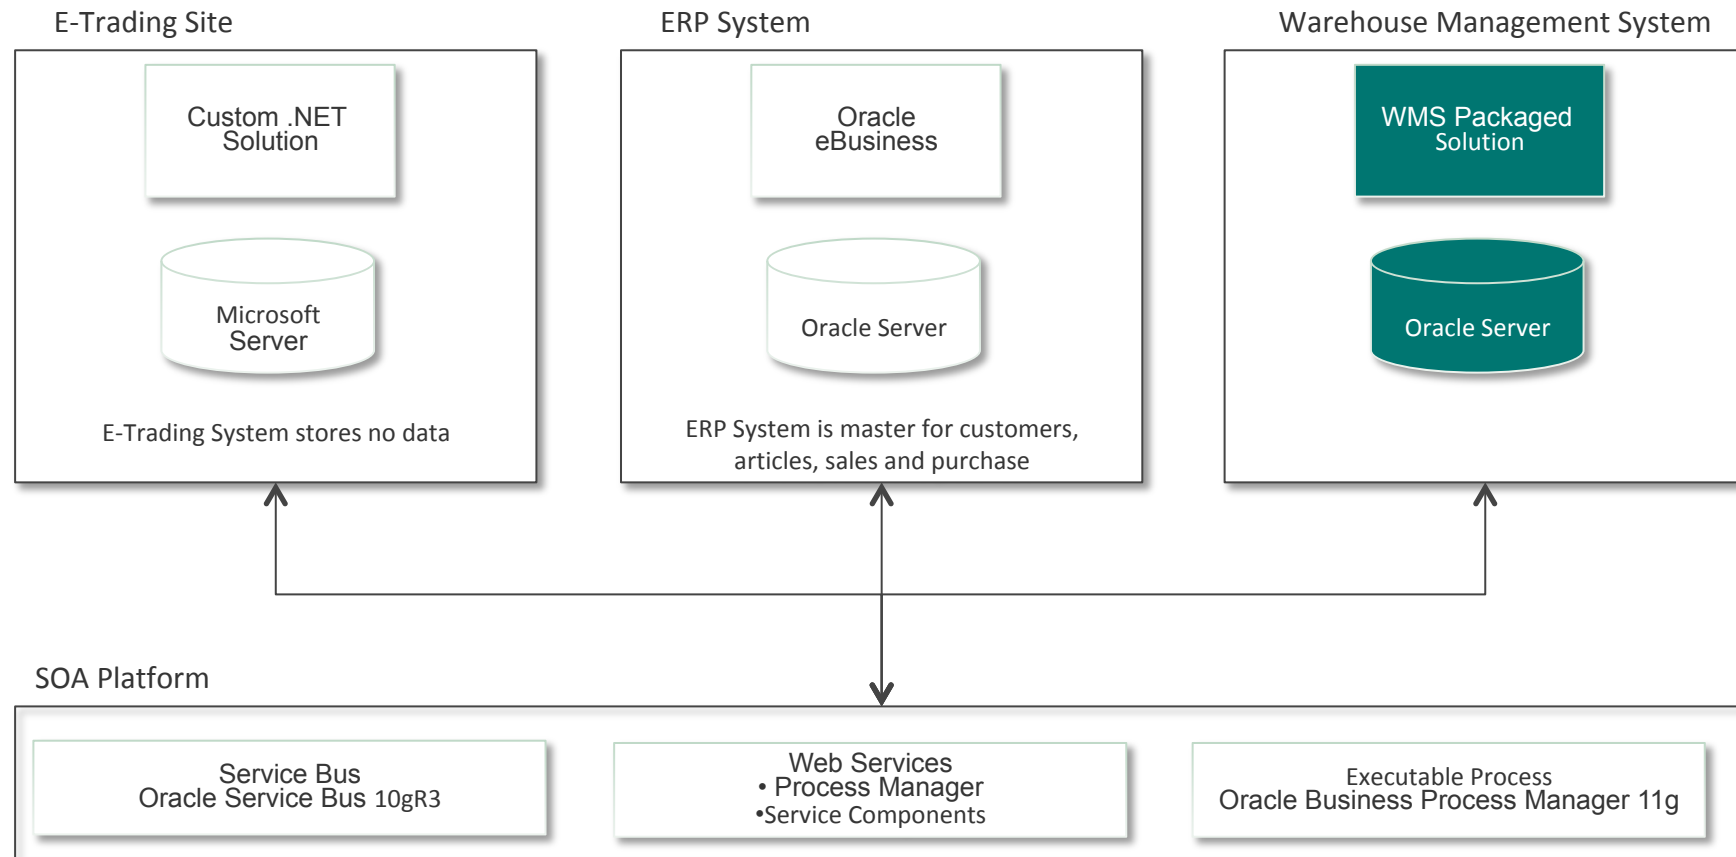 E-Trading Site
Custom .NET
Solution
Microsoft
Server
E-Trading System stores no data
ERP System
Oracle
eBusiness
Oracle Server
ERP System is master for customers,
articles, sales and purchase
Warehouse Management System
WMS Packaged
Solution
Oracle Server
SOA Platform
Service Bus
Oracle Service Bus 10gR3
Web Services
• Process Manager
•Service Components
Executable Process
Oracle Business Process Manager 11g